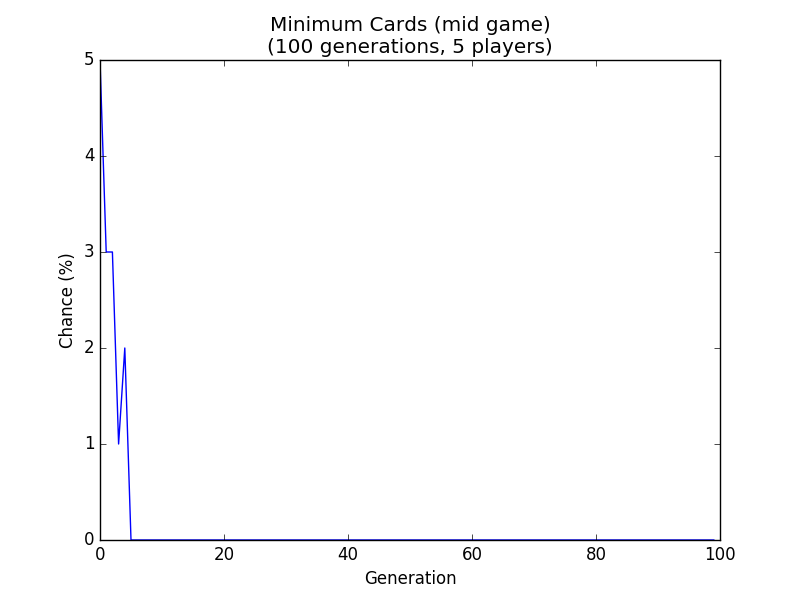 Minimum Cards (mid game)
(100 generations, 5 players)
5
4
3
2
1
0
Chance (%)
0 20 40 60 80 100
Generation